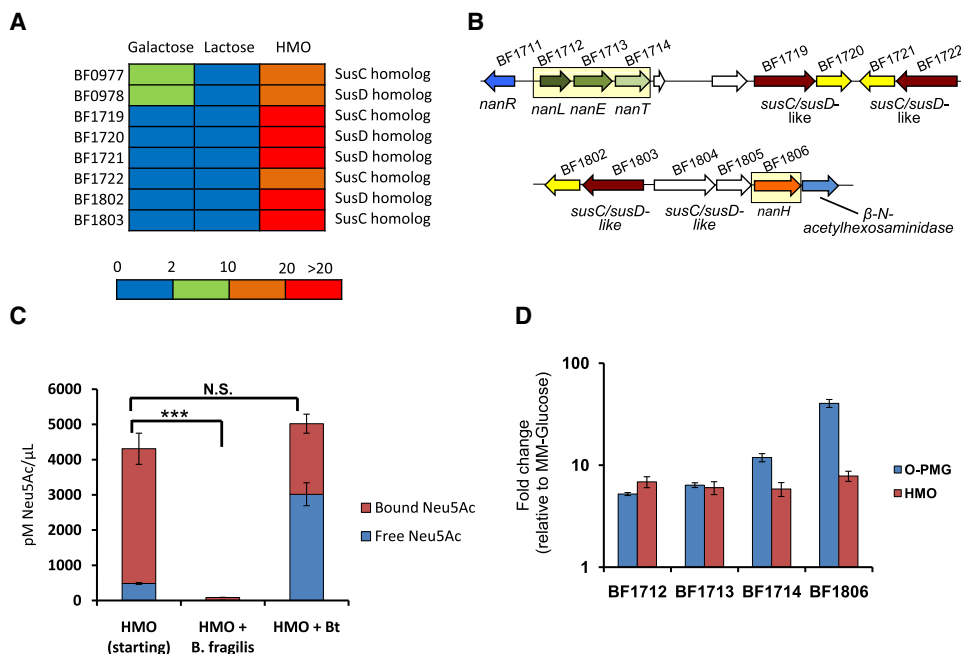 A
Galactose Lactose HMO
BF0977 SusC homolog
BF0978 SusD homolog
BF1719 SusC homolog
BF1720 SusD homolog
BF1721 SusD homolog
BF1722 SusC homolog
BF1802 SusD homolog
BF1803 SusC homolog
0 2 10 20 >20
B
BF1711 BF1712 BF1713 BF1714 BF1719 BF1720 BF1721 BF1722
nanR nanL nanE nanT susC/susD- susC/susD-
like like
BF1802 BF1803 BF1804 BF1805 BF1806
susC/susD- susC/susD- nanH β-N-
like like acetylhexosaminidase
C
pM Neu5Ac/µL
6000
5000
4000
3000
2000
1000
0
N.S.
***
Bound Neu5Ac
Free Neu5Ac
HMO HMO + HMO + Bt
(starting) B. fragilis
D
Fold change
(relative to MM-Glucose)
100
10
1
O-PMG
HMO
BF1712 BF1713 BF1714 BF1806